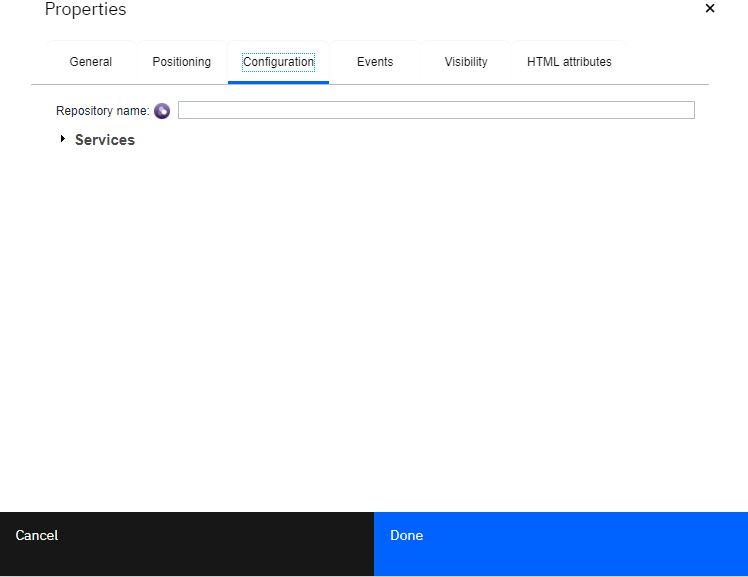 Properties
General Positioning Configuration Events Visibility HTML attributes
Repository name:
Services
Cancel Done